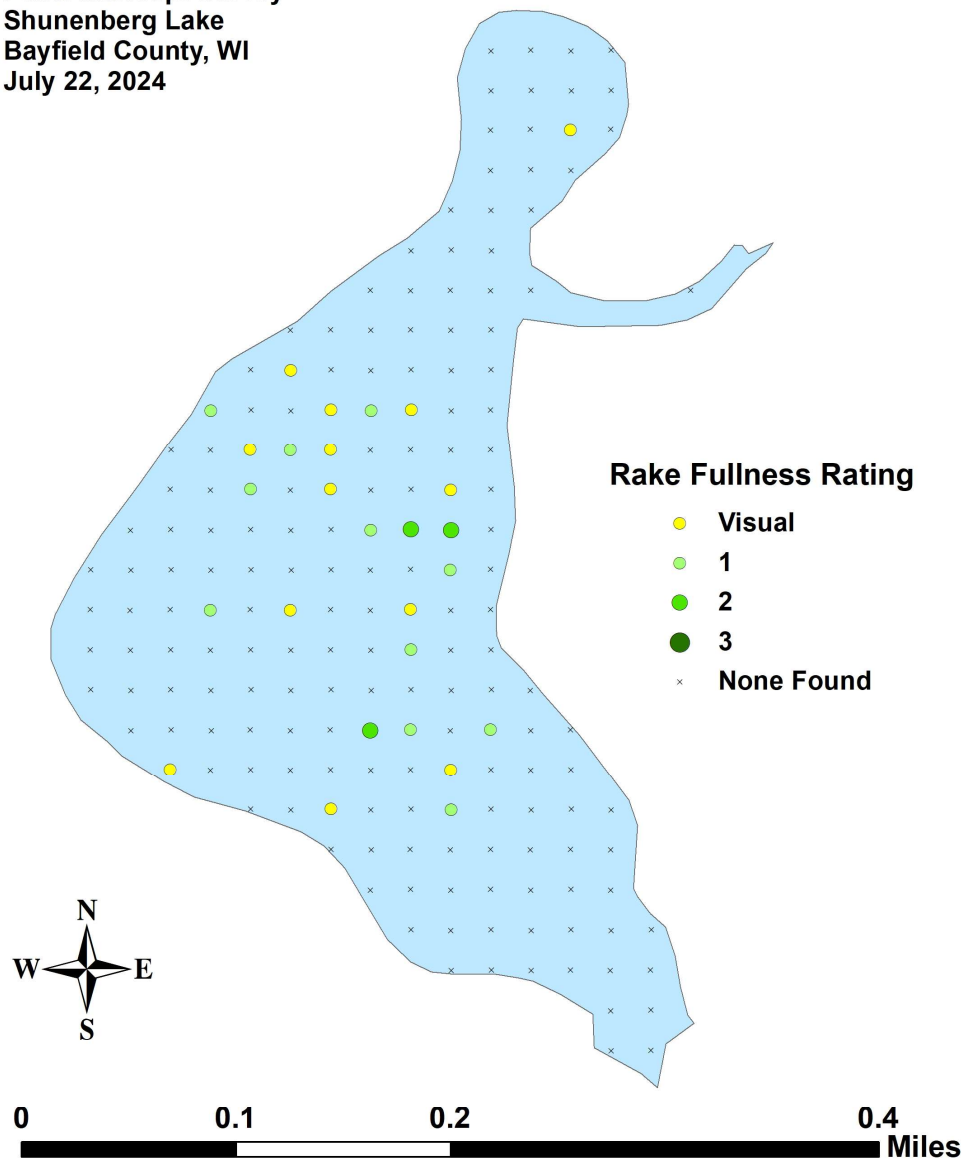 Shunenberg Lake
Bayfield County, WI
July 22, 2024
Rake Fullness Rating
Visual
1
2
3
None Found
N
W E
S
0 0.1 0.2 0.4
Miles